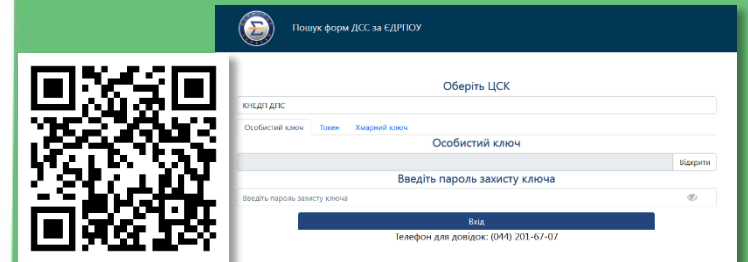 Пошук форм ДСС за ЄДРПОУ
Оберіть ЦСК
КНЕДП ДПС
Особистий ключ Токен Хмарний ключ
Особистий ключ
Відкрити
Введіть пароль захисту ключа
Введіть пароль захисту ключа
Вхід
Телефон для довідок: (044) 201-67-07